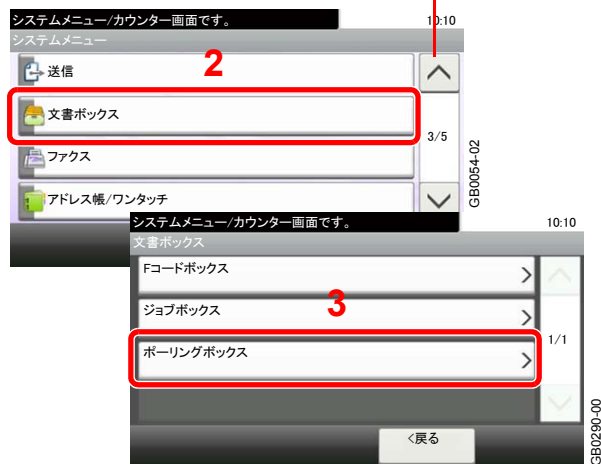 システムメニュー/カウンター画面です。
10:10
システムメニュー
送信
2
文書ボックス
3/5
ファクス
アドレス帳/ワンタッチ
GB0054-02
システムメニュー/カウンター画面です。
10:10
文書ボックス
Fコードボックス
ジョブボックス
3
1/1
ポーリングボックス
<戻る
GB0290-00